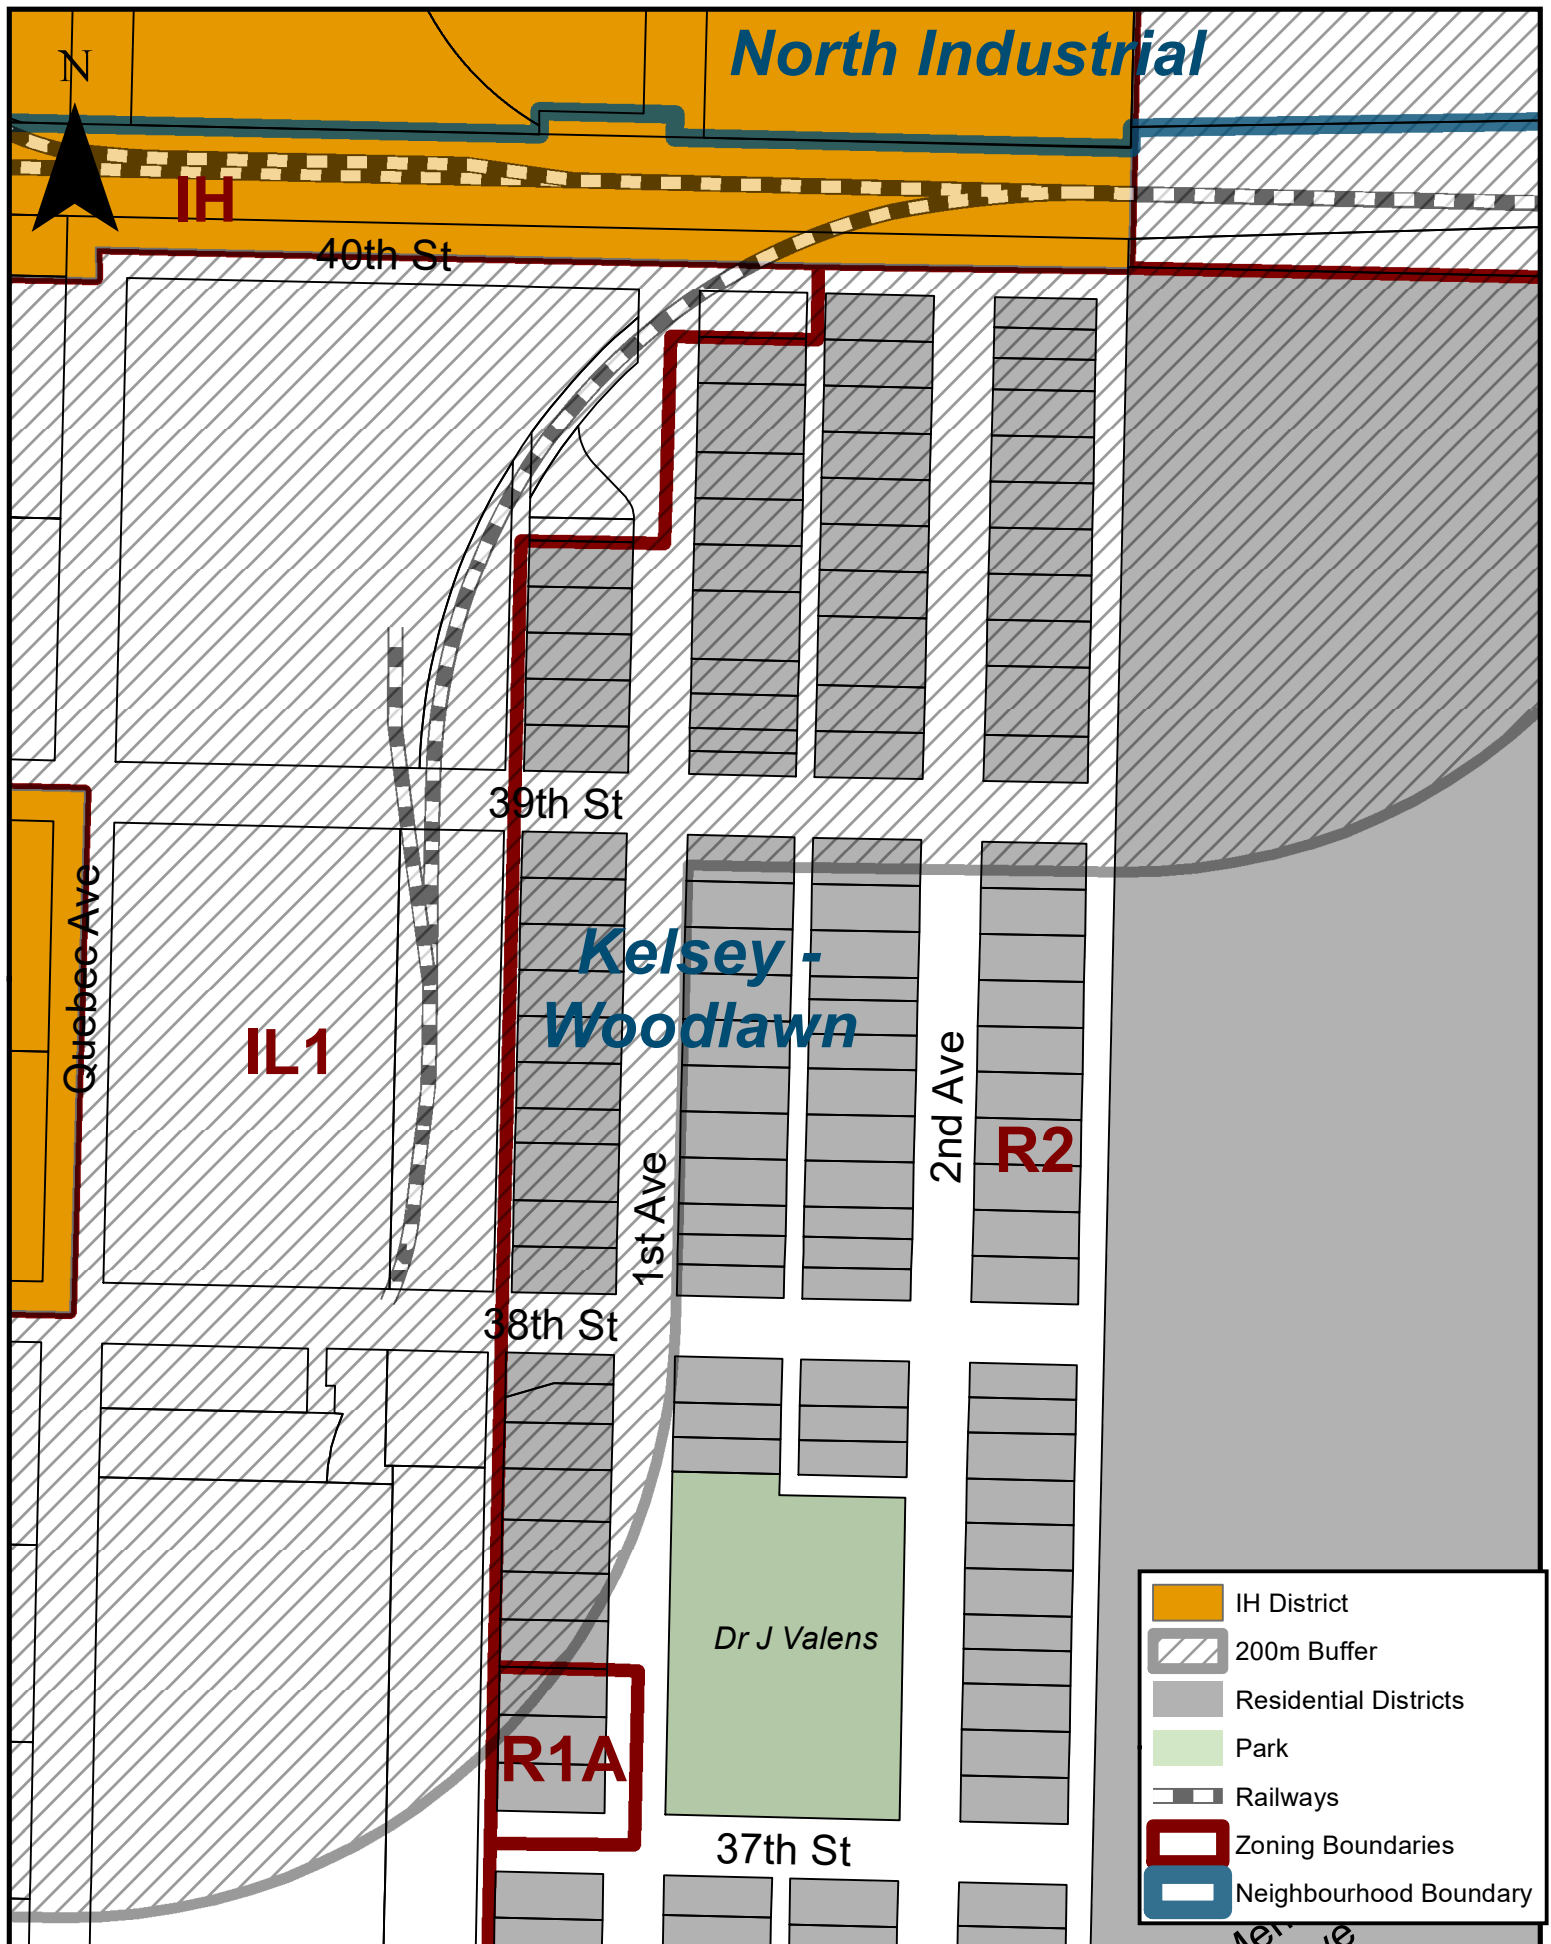 North Industrial
N
IH
40th St
39th St
Quebec Ave
Kelsey -
Woodlawn
IL1
2nd Ave
R2
1st Ave
38th St
Dr J Valens
R1A
37th St
IH District
200m Buffer
Residential Districts
Park
Railways
Zoning Boundaries
Neighbourhood Boundary